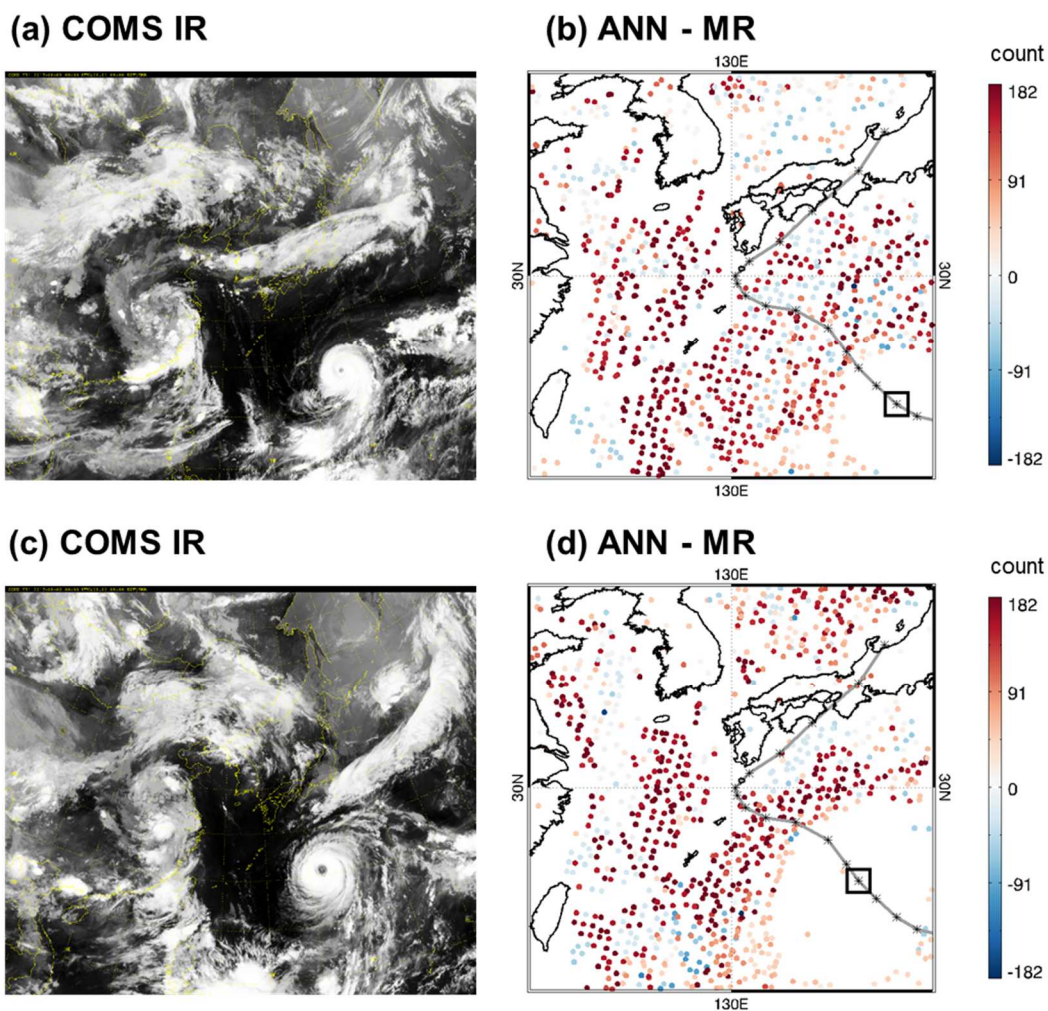 (a) COMS IR
(b) ANN - MR
130E
count
182
91
0
-91
-182
30N
30N
130E
(c) COMS IR
(d) ANN - MR
130E
count
182
91
0
-91
-182
30N
30N
130E